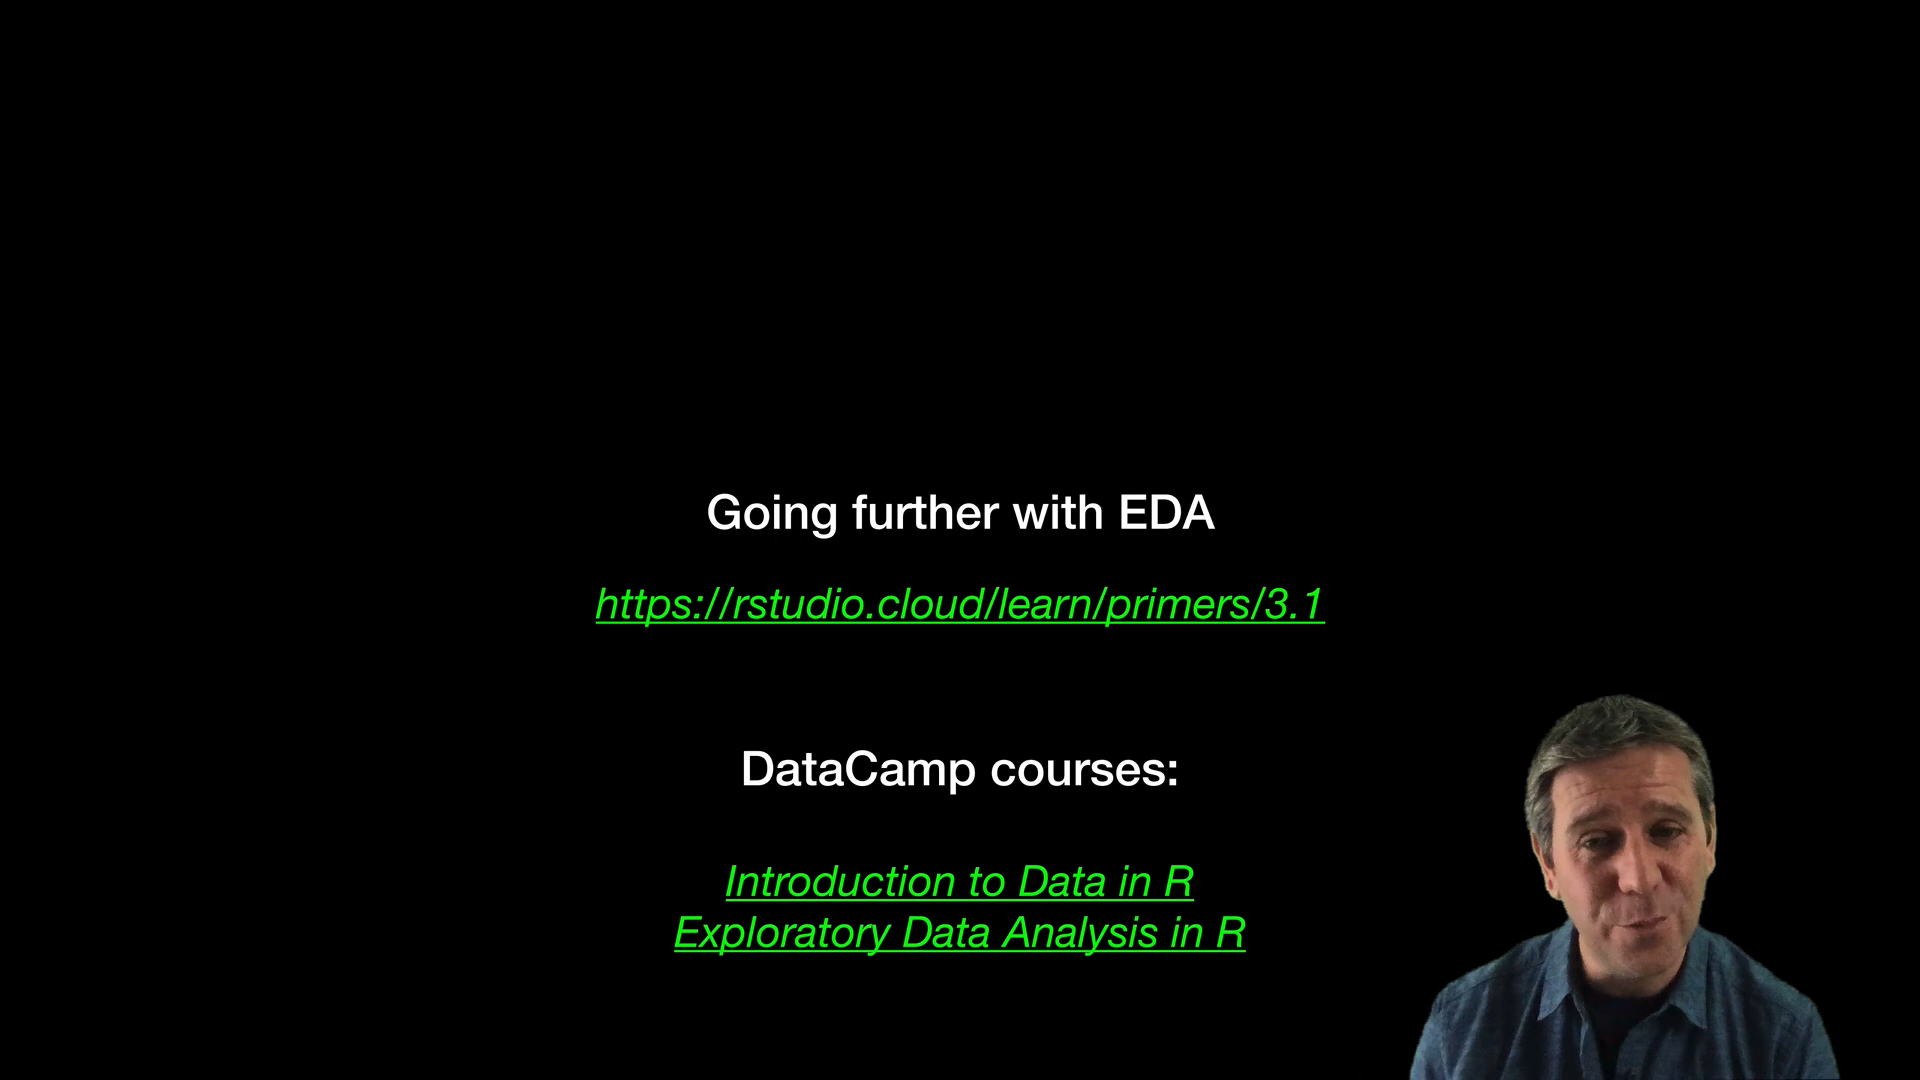 Going further with EDA
https://rstudio.cloud/learn/primers/3.1
DataCamp courses:
Introduction to Data in R
Exploratory Data Analysis in R